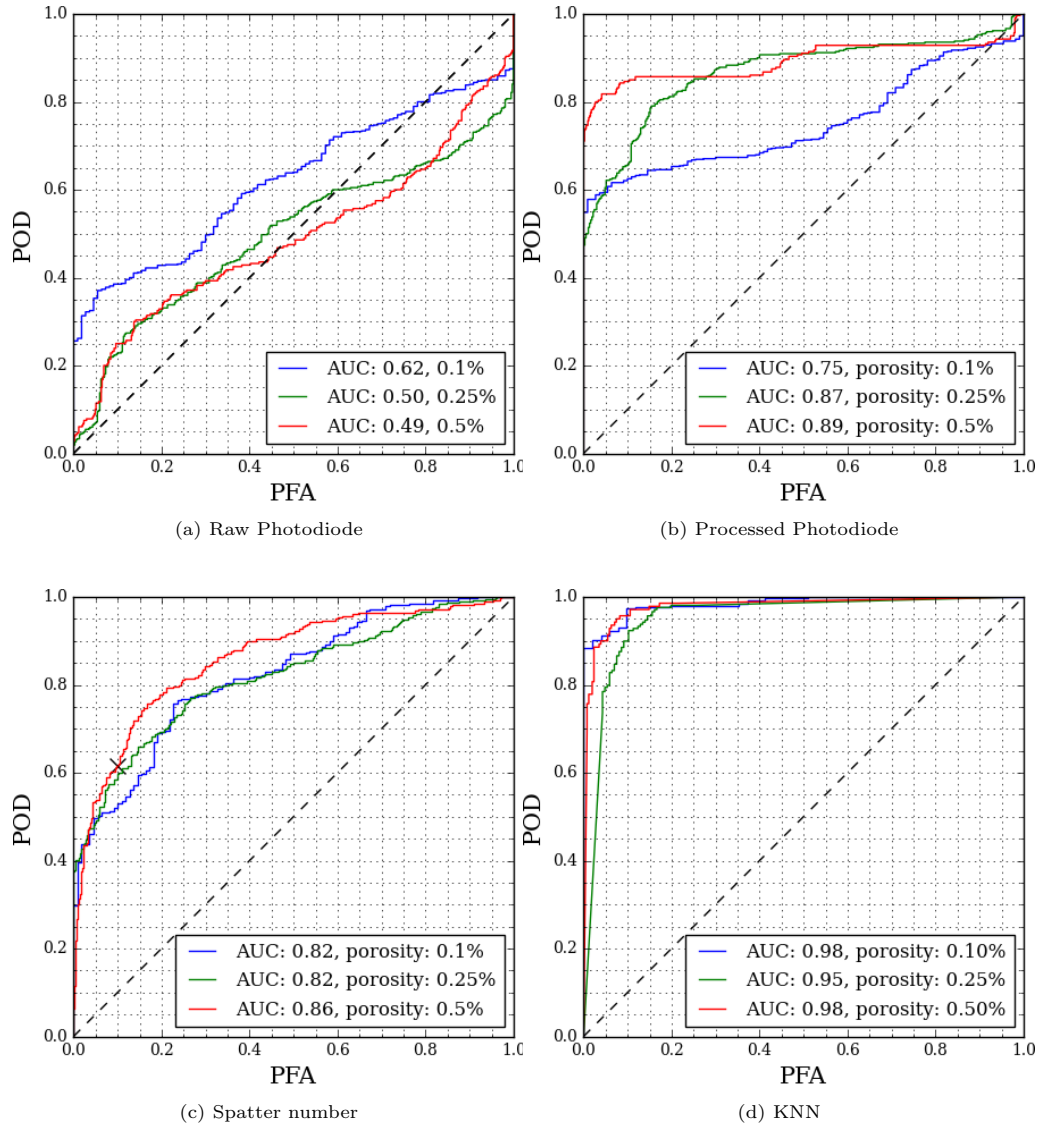 1.0
0.8
0.6
0.4
0.2
0.0
POD
AUC: 0.62, 0.1%
AUC: 0.50, 0.25%
AUC: 0.49, 0.5%
0.0 0.2 0.4 0.6 0.8 1.0
PFA
(a) Raw Photodiode
1.0
0.8
0.6
0.4
0.2
0.0
POD
AUC: 0.75, porosity: 0.1%
AUC: 0.87, porosity: 0.25%
AUC: 0.89, porosity: 0.5%
0.0 0.2 0.4 0.6 0.8 1.0
PFA
(b) Processed Photodiode
1.0
0.8
0.6
0.4
0.2
0.0
POD
AUC: 0.82, porosity: 0.1%
AUC: 0.82, porosity: 0.25%
AUC: 0.86, porosity: 0.5%
0.0 0.2 0.4 0.6 0.8 1.0
PFA
(c) Spatter number
1.0
0.8
0.6
0.4
0.2
0.0
POD
AUC: 0.98, porosity: 0.10%
AUC: 0.95, porosity: 0.25%
AUC: 0.98, porosity: 0.50%
0.0 0.2 0.4 0.6 0.8 1.0
PFA
(d) KNN